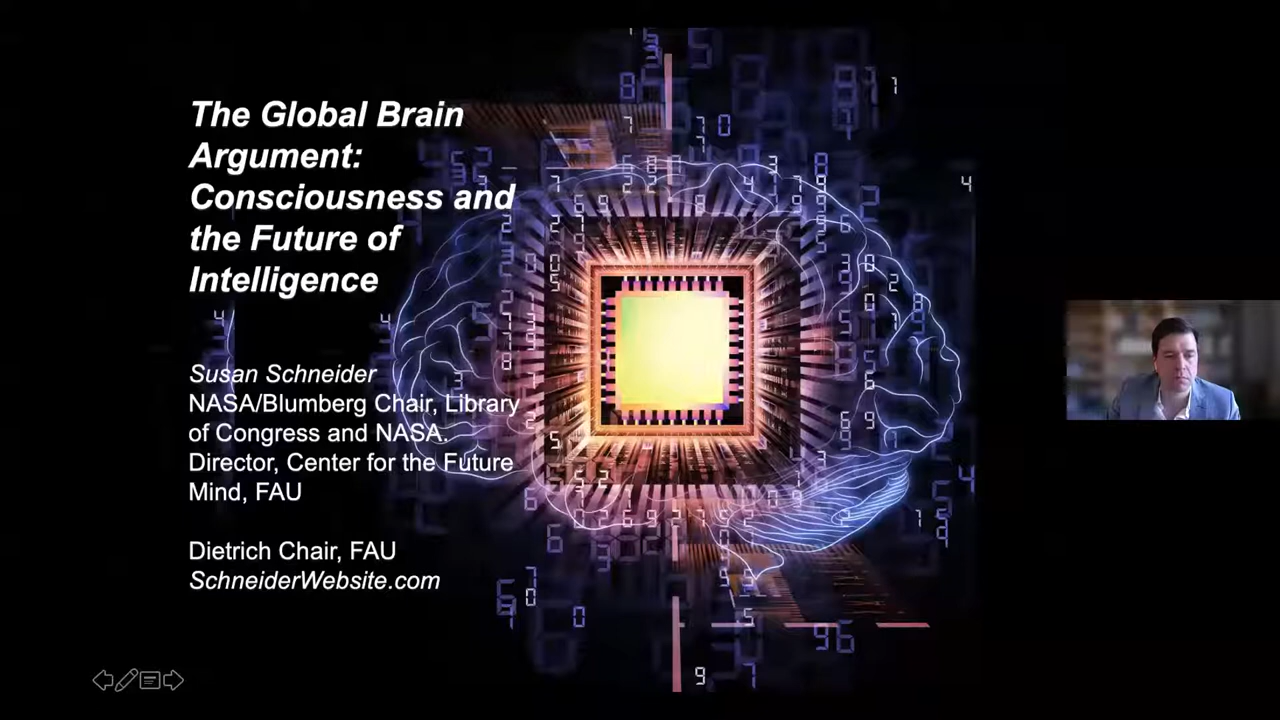 The Global Brain
Argument:
Consciousness and
the Future of
Intelligence
Susan Schneider
NASA/Blumberg Chair, Library
of Congress and NASA.
Director, Center for the Future
Mind, FAU
Dietrich Chair, FAU
SchneiderWebsite.com